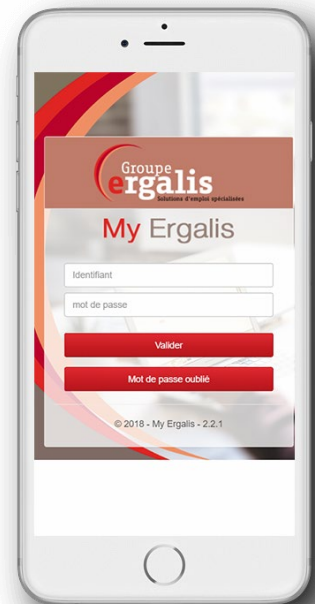 Groupe
ergalis
Solutions d'emploi spécialisées
My Ergalis
Identifiant
mot de passe
Valider
Mot de passe oublié
© 2018 - My Ergalis - 2.2.1